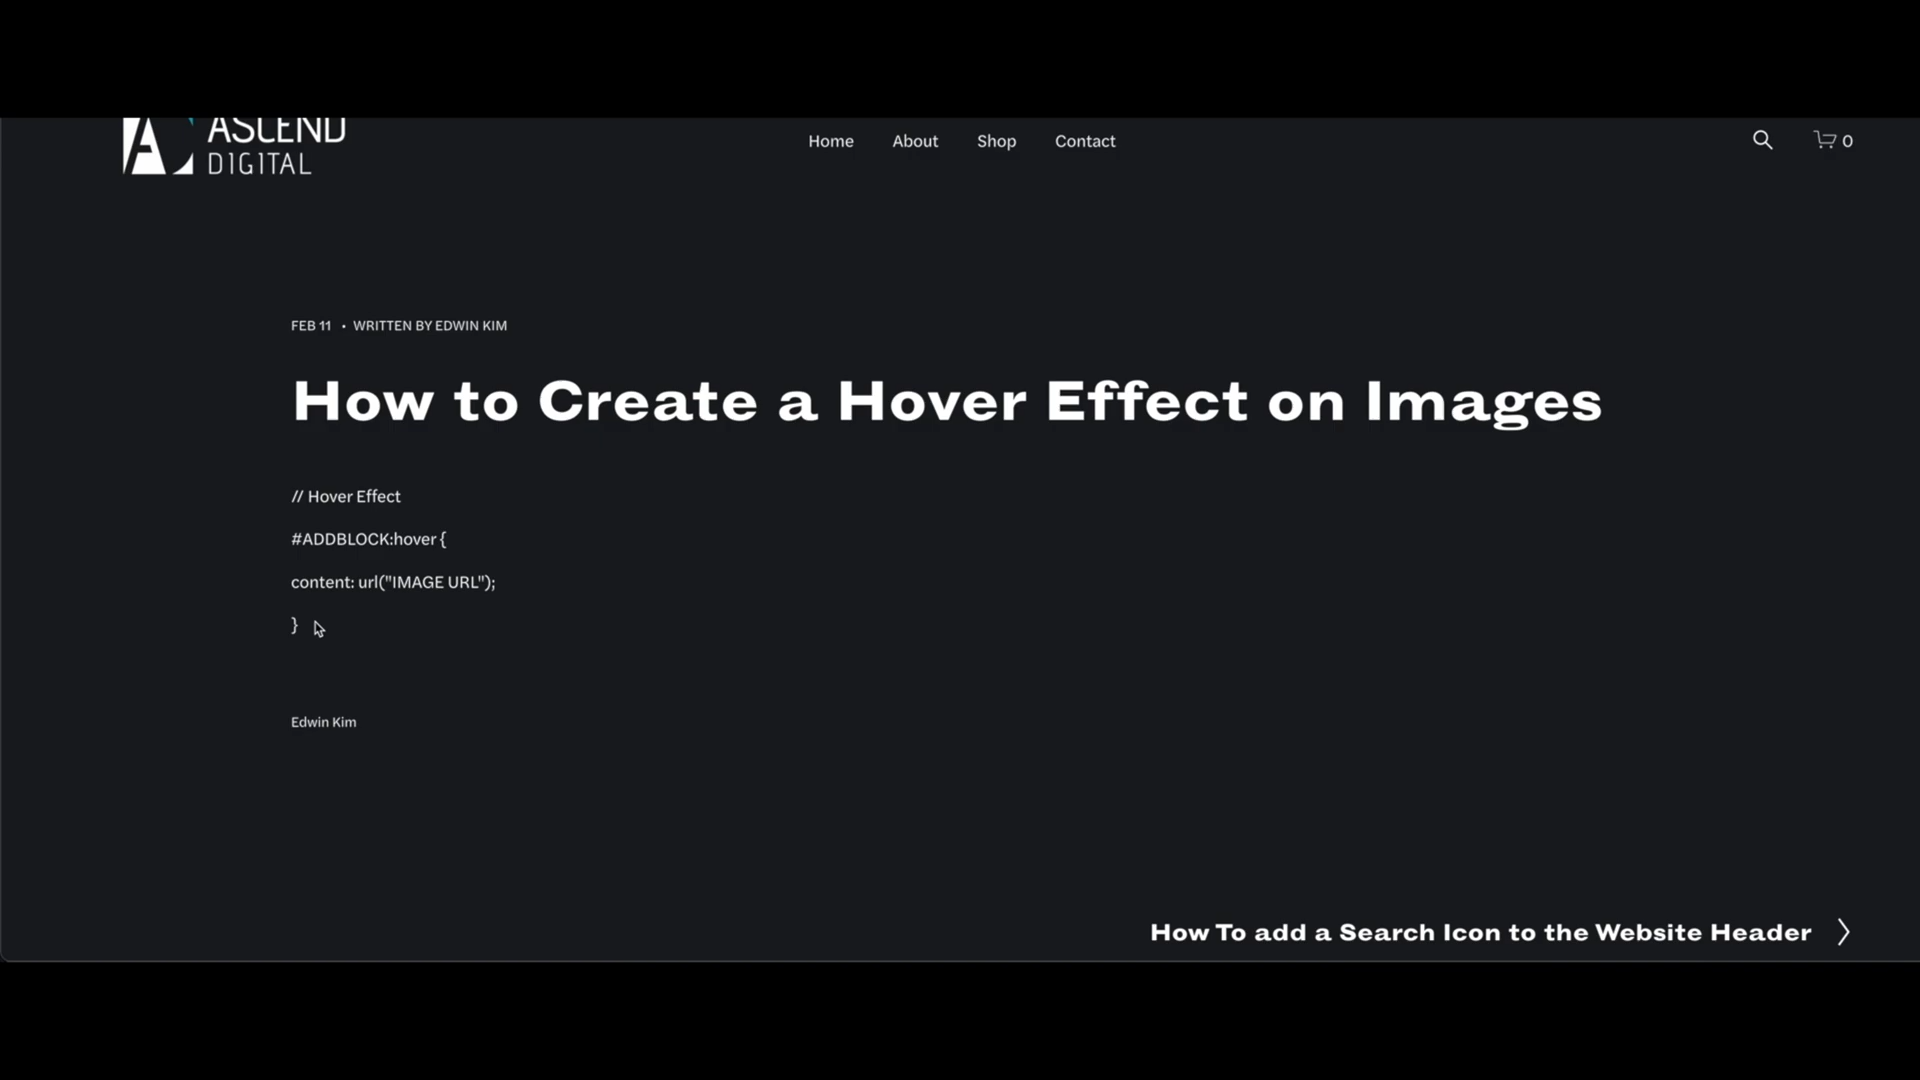 ASCEND
DIGITAL
Home About Shop Contact
0
FEB 11 • WRITTEN BY EDWIN KIM
How to Create a Hover Effect on Images
// Hover Effect
#ADDBLOCK:hover {
content: url("IMAGE URL");
}
Edwin Kim
How To add a Search Icon to the Website Header